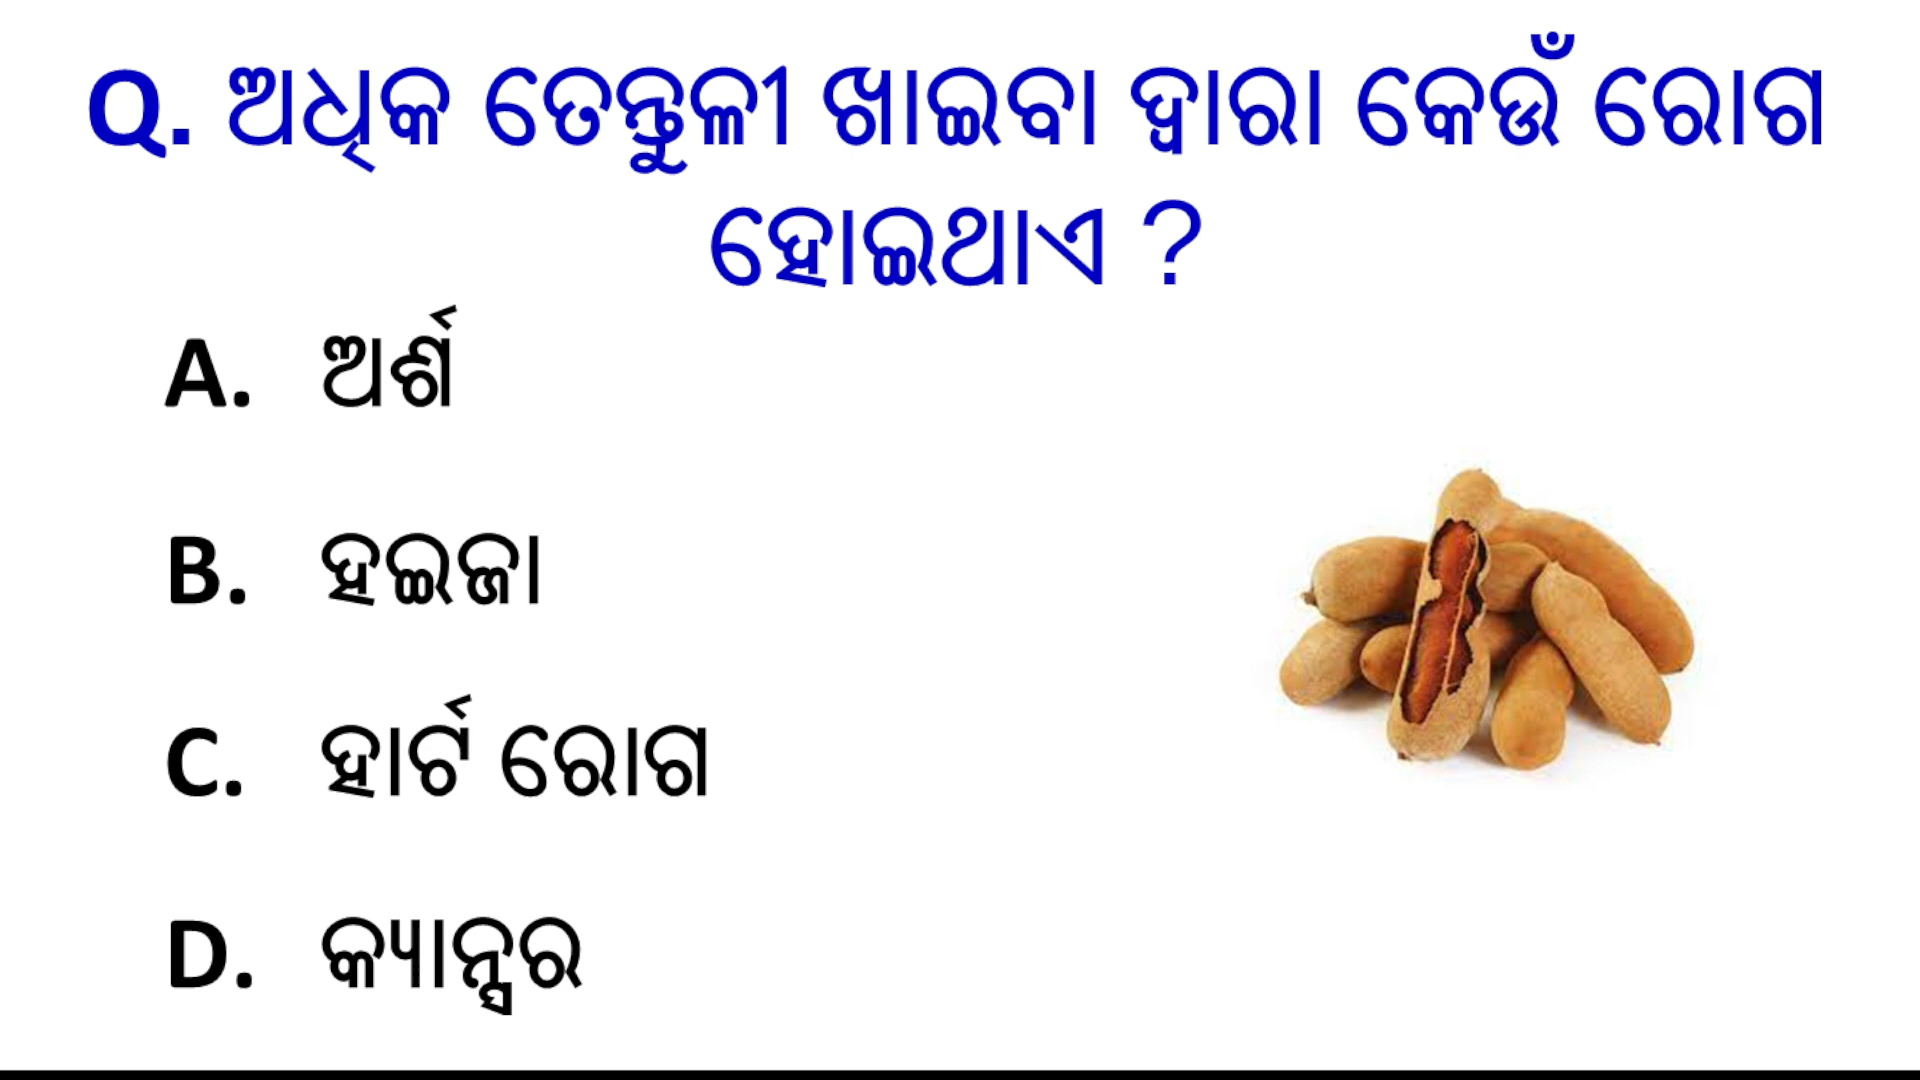 Q. ଅଧିକ ତେନ୍ତୁଳୀ ଖାଇବା ଦ୍ୱାରା କେଉଁ ରୋଗ
ହୋଇଥାଏ ?
A. ଅର୍ଶ
B. ହଇଜା
C. ହାର୍ଟ ରୋଗ
D. କ୍ୟାନ୍ସର